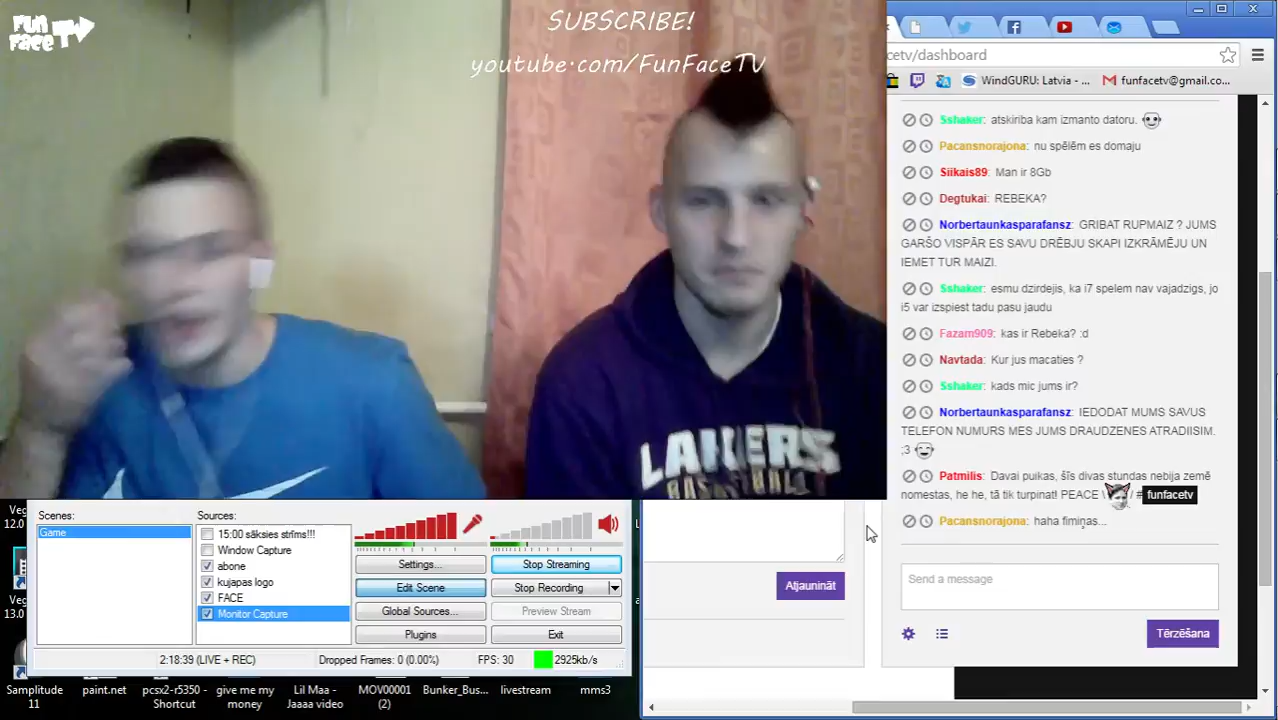 fun
face TV
SUBSCRIBE!
youtube.com/FunFaceTV
LAKERS
BASKETBALL
cetv/dashboard
WindGURU: Latvia - ...
funfacetv@gmail.co...
Sshaker: atskiriba kam izmanto datoru.
Pacansnorajona: nu spēlēm es domaju
Siikais89: Man ir 8Gb
Degtukai: REBEKA?
Norbertaunkasparafansz: GRIBAT RUPMAIZ ? JUMS
GARŠO VISPĀR ES SAVU DRĒBJU SKAPI IZKRĀMĒJU UN
IEMET TUR MAIZI.
Sshaker: esmu dzirdejis, ka i7 spelem nav vajadzigs, jo
i5 var izspiest tadu pasu jaudu
Fazam909: kas ir Rebeka? :d
Navtada: Kur jus macaties ?
Sshaker: kads mic jums ir?
Norbertaunkasparafansz: IEDODAT MUMS SAVUS
TELEFON NUMURS MES JUMS DRAUDZENES ATRADIISIM.
;3
Patmilis: Davai puikas, šīs divas stundas nebija zemē
nomestas, he he, tā tik turpinat! PEACE \ / # funfacetv
Pacansnorajona: haha fimiņas...
Send a message
Tērzēšana
Atjaunināt
Scenes:
Game
Sources:
15:00 sāksies strīms!!!
Window Capture
abone
kujapas logo
FACE
Monitor Capture
Settings...
Stop Streaming
Edit Scene
Stop Recording
Global Sources...
Preview Stream
Plugins
Exit
2:18:39 (LIVE + REC)
Dropped Frames: 0 (0.00%)
FPS: 30
2925kb/s
Veg
12.0
Veg
13.0
Samplitude
11
paint.net
pcsx2-r5350 -
Shortcut
give me my
money
Lil Maa -
Jaaaa video
MOV00001
(2)
Bunker_Bus...
livestream
mms3